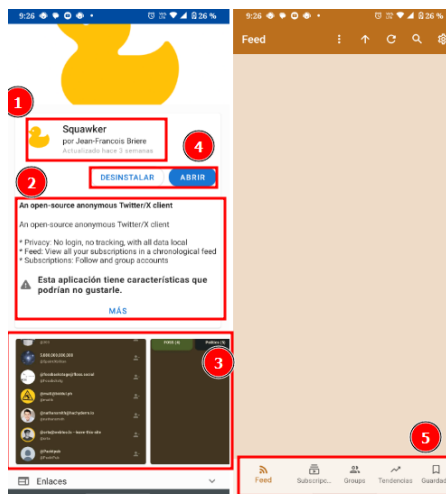 9:26
26 %
1
Squawker
por Jean-Francois Briere
Actualizado hace 3 semanas
4
2
DESINSTALAR
ABRIR
An open-source anonymous Twitter/X client
An open-source anonymous Twitter/X client
* Privacy: No login, no tracking, with all data local
* Feed: View all your subscriptions in a chronological feed
* Subscriptions: Follow and group accounts
Esta aplicación tiene características que
podrían no gustarle.
MÁS
3
Enlaces
9:26
26 %
Feed
5
Feed
Subscripc...
Groups
Tendencias
Guardad